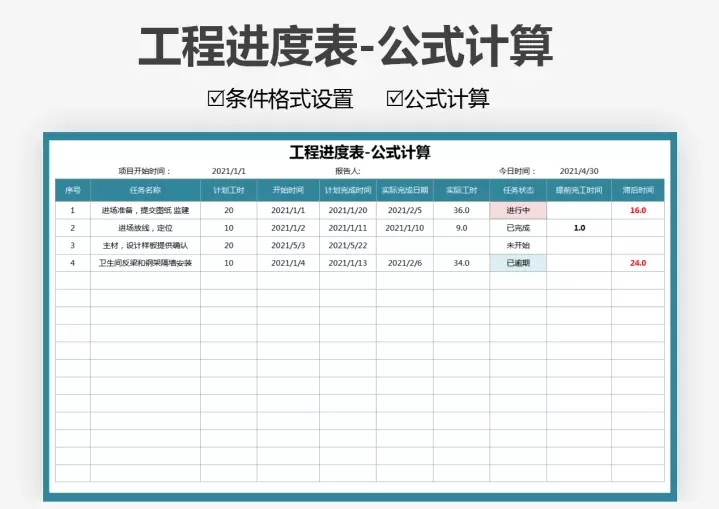 工程进度表-公式计算
☑条件格式设置 ☑公式计算
工程进度表-公式计算
项目开始时间： 2021/1/1 报告人: 今日时间： 2021/4/30
序号 任务名称 计划工时 开始时间 计划完成时间 实际完成日期 实际工时 任务状态 提前完工时间 滞后时间
1 进场准备，提交图纸 监建 20 2021/1/1 2021/1/20 2021/2/5 36.0 进行中 16.0
2 进场放线，定位 10 2021/1/2 2021/1/11 2021/1/10 9.0 已完成 1.0
3 主材，设计样板提供确认 20 2021/5/3 2021/5/22 未开始
4 卫生间反梁和钢架隔墙安装 10 2021/1/4 2021/1/13 2021/2/6 34.0 已逾期 24.0